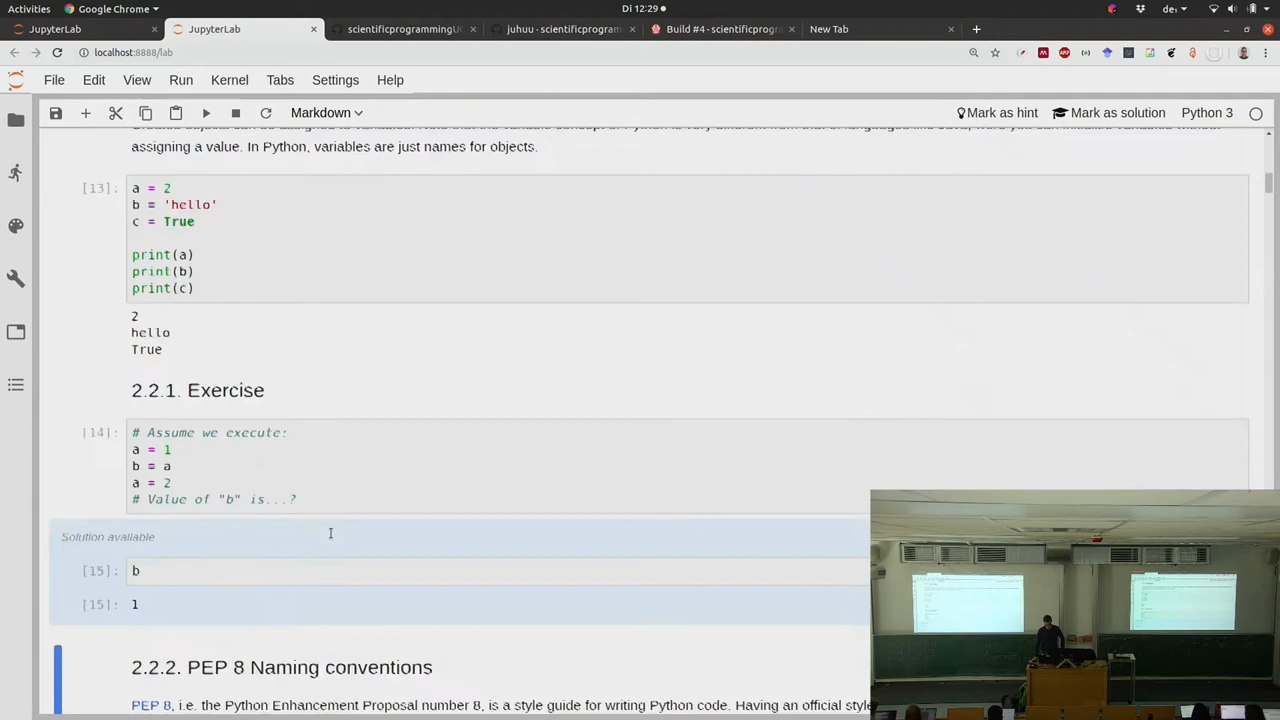 Activities
Google Chrome
Di 12:29
de
JupyterLab
JupyterLab
scientificprogrammingU
juhuu · scientificprogram
Build #4 - scientificprog
New Tab
localhost:8888/lab
File Edit View Run Kernel Tabs Settings Help
Markdown
Mark as hint
Mark as solution
Python 3
assigning a value. In Python, variables are just names for objects.
[13]:
a = 2
b = 'hello'
c = True
print(a)
print(b)
print(c)
2
hello
True
2.2.1. Exercise
[14]:
# Assume we execute:
a = 1
b = a
a = 2
# Value of "b" is...?
Solution available
[15]: b
[15]: 1
2.2.2. PEP 8 Naming conventions
PEP 8, i.e. the Python Enhancement Proposal number 8, is a style guide for writing Python code. Having an official style